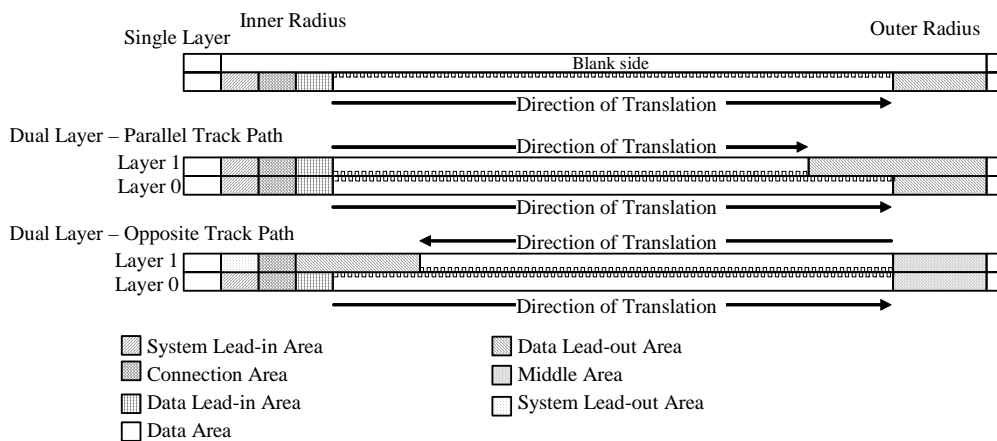 Inner Radius
Outer Radius
Single Layer
Blank side
Direction of Translation
Dual Layer – Parallel Track Path
Direction of Translation
Layer 1
Layer 0
Direction of Translation
Dual Layer – Opposite Track Path
Direction of Translation
Layer 1
Layer 0
Direction of Translation
System Lead-in Area
Data Lead-out Area
Connection Area
Middle Area
Data Lead-in Area
System Lead-out Area
Data Area